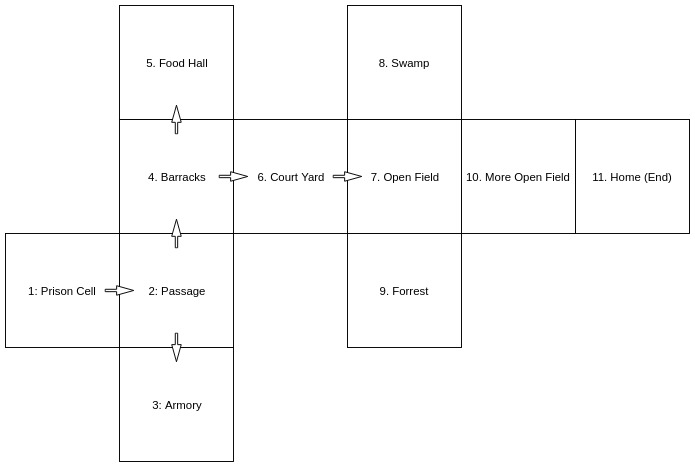 5. Food Hall
8. Swamp
4. Barracks
6. Court Yard
7. Open Field
10. More Open Field
11. Home (End)
1: Prison Cell
2: Passage
9. Forrest
3: Armory